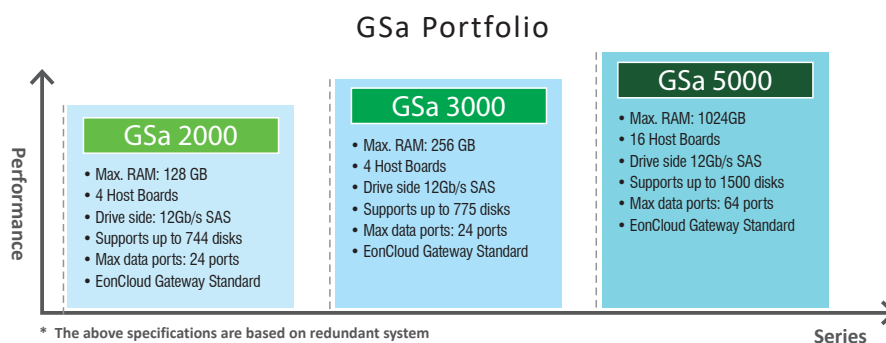 GSa Portfolio
Performance
GSa 2000
• Max. RAM: 128 GB
• 4 Host Boards
• Drive side: 12Gb/s SAS
• Supports up to 744 disks
• Max data ports: 24 ports
• EonCloud Gateway Standard
GSa 3000
• Max. RAM: 256 GB
• 4 Host Boards
• Drive side 12Gb/s SAS
• Supports up to 775 disks
• Max data ports: 24 ports
• EonCloud Gateway Standard
GSa 5000
• Max. RAM: 1024GB
• 16 Host Boards
• Drive side 12Gb/s SAS
• Supports up to 1500 disks
• Max data ports: 64 ports
• EonCloud Gateway Standard
* The above specifications are based on redundant system
Series